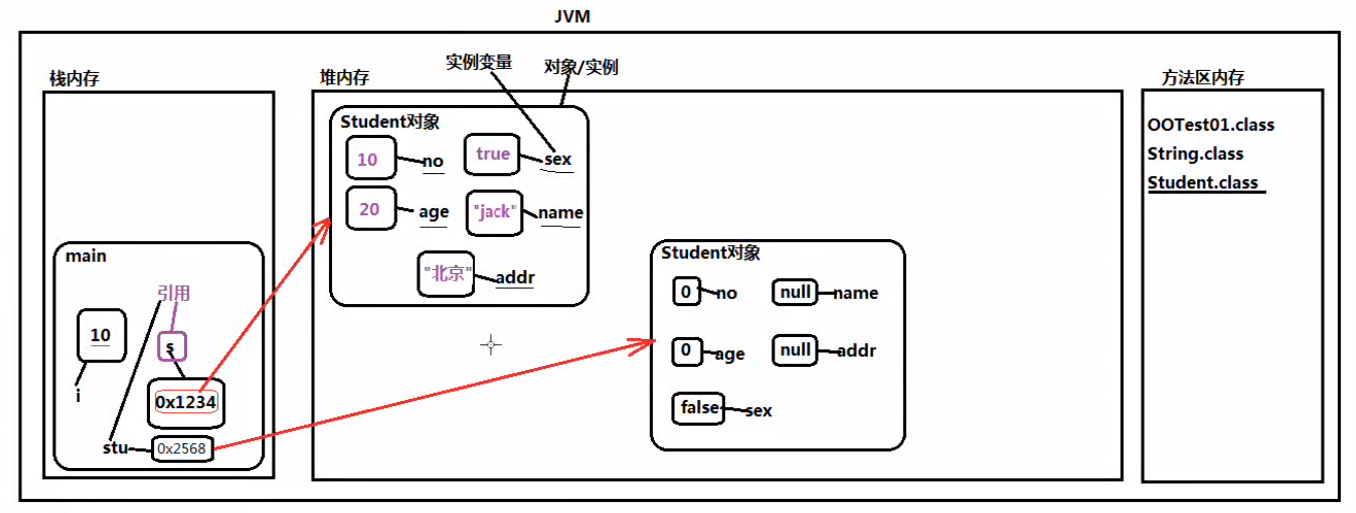 JVM
栈内存
堆内存
实例变量
对象/实例
方法区内存
Student对象
10
no
true
sex
20
age
"jack"
name
"北京"
addr
OOTest01.class
String.class
Student.class
main
引用
10
i
s
0x1234
stu
0x2568
Student对象
0
no
null
name
0
age
null
addr
false
sex